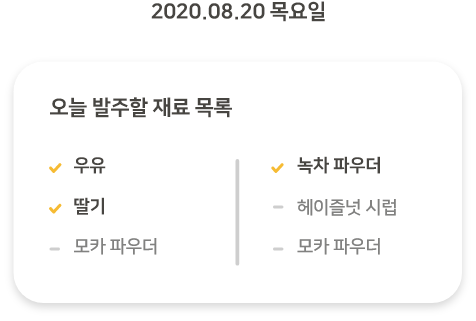 2020.08.20 목요일
오늘 발주할 재료 목록
우유
딸기
모카 파우더
녹차 파우더
헤이즐넛 시럽
모카 파우더